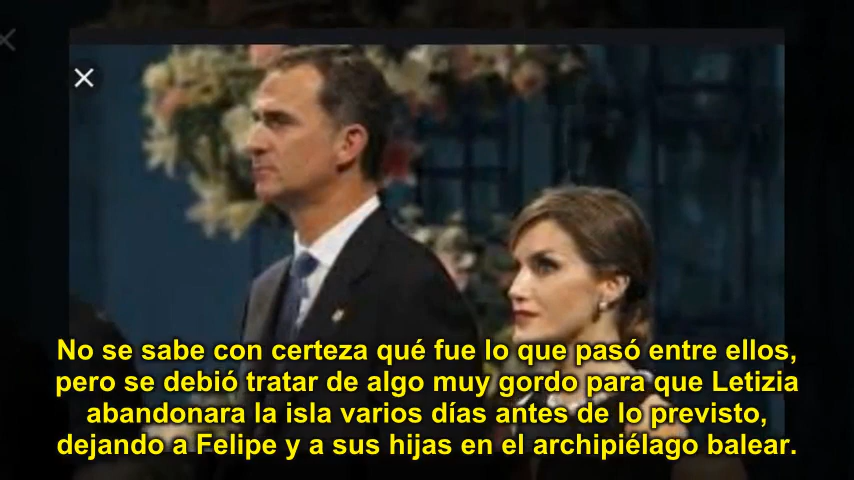 No se sabe con certeza qué fue lo que pasó entre ellos,
pero se debió tratar de algo muy gordo para que Letizia
abandonara la isla varios días antes de lo previsto,
dejando a Felipe y a sus hijas en el archipiélago balear.